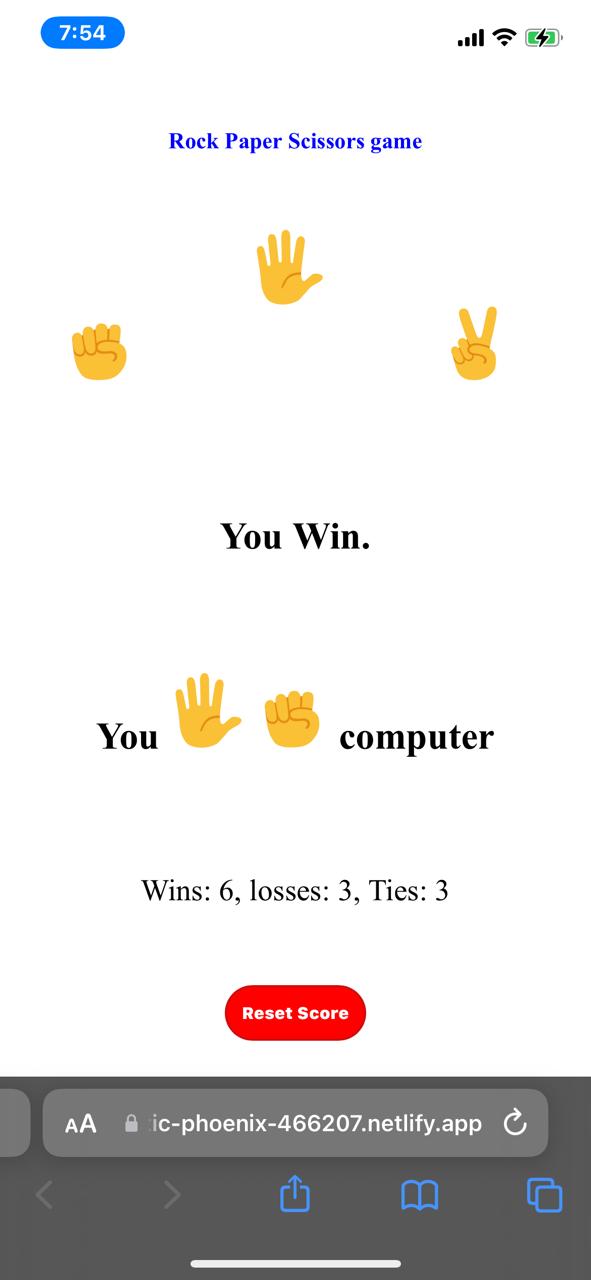 7:54
Rock Paper Scissors game
You Win.
You computer
Wins: 6, losses: 3, Ties: 3
Reset Score
AA ic-phoenix-466207.netlify.app